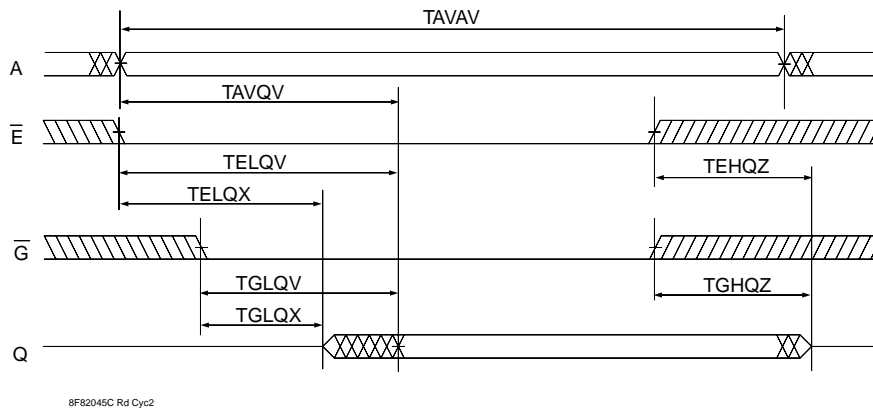 TAVAV
A
TAVQV
E
TELQV
TEHQZ
TELQX
G
TGLQV
TGHQZ
TGLQX
Q
8F82045C Rd Cyc2